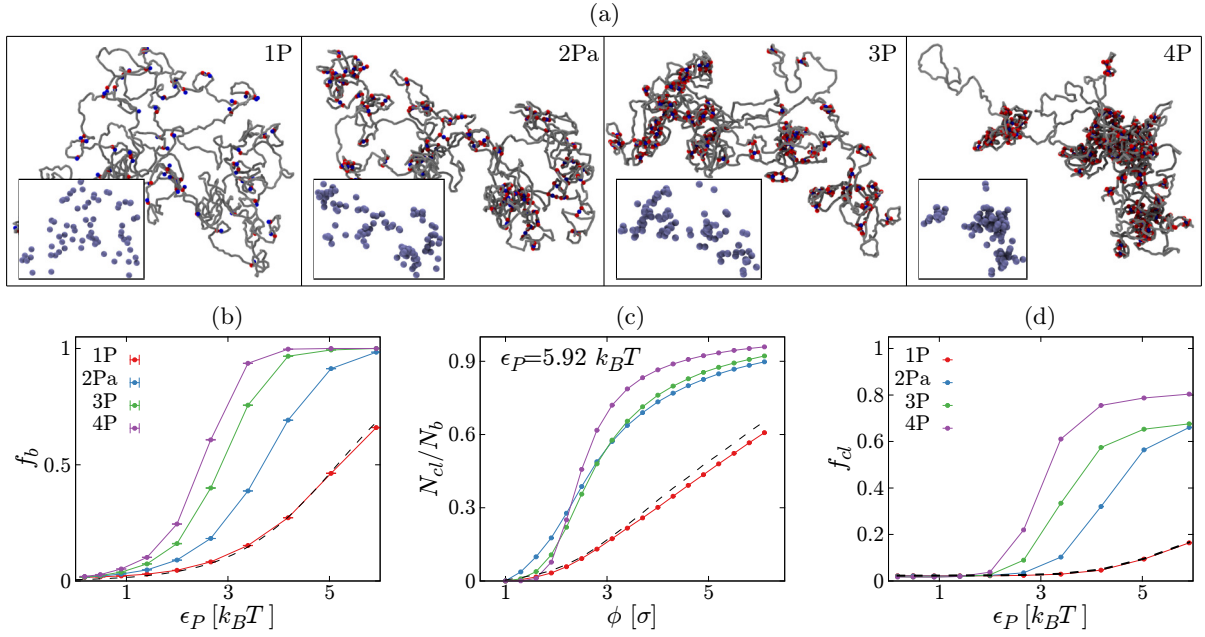 (a)
1P
2Pa
3P
4P
(b)
(c)
(d)
1
0.5
0
1P
2Pa
3P
4P
f_b
1
3
5
ϵ_P [k_BT]
0.9
0.6
0.3
0
ϵ_P=5.92 k_BT
N_cl/N_b
1
3
5
ϕ [σ]
1
0.8
0.6
0.4
0.2
0
1P
2Pa
3P
4P
f_cl
1
3
5
ϵ_P [k_BT]